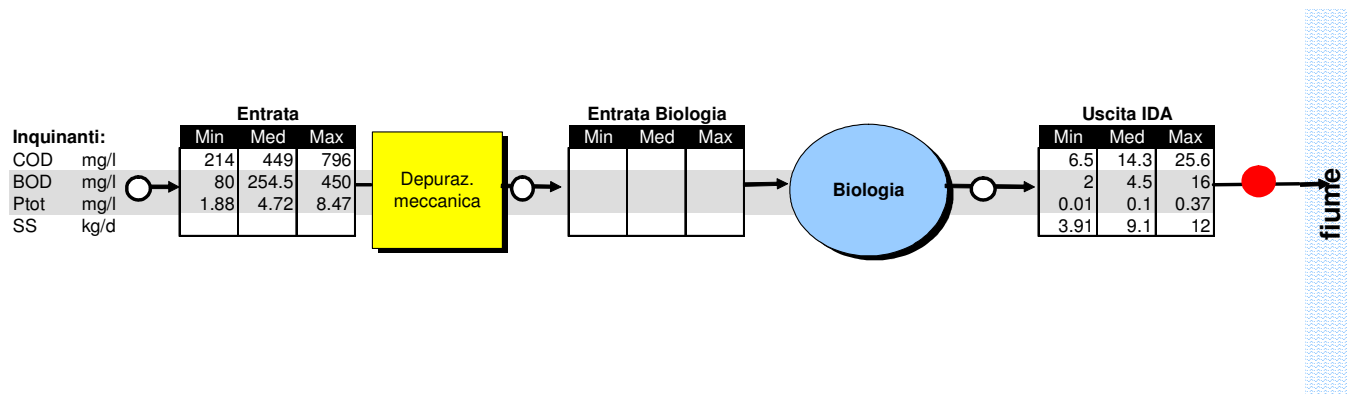 Entrata Entrata Biologia Uscita IDA
Inquinanti: Min Med Max Min Med Max Min Med Max
COD mg/l 214 449 796 6.5 14.3 25.6
BOD mg/l 80 254.5 450 2 4.5 16
Ptot mg/l 1.88 4.72 8.47 0.01 0.1 0.37
SS kg/d 3.91 9.1 12
Depuraz.
meccanica
Biologia
fiume